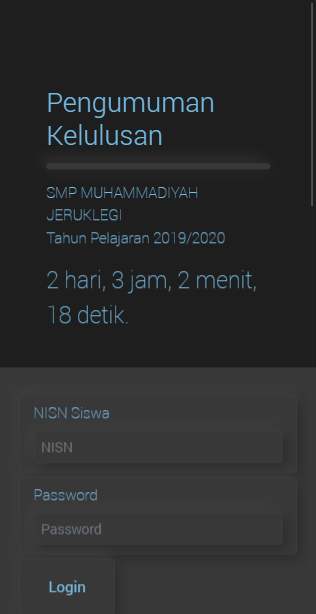 Pengumuman
Kelulusan
SMP MUHAMMADIYAH
JERUKLEGI
Tahun Pelajaran 2019/2020
2 hari, 3 jam, 2 menit,
18 detik.
NISN Siswa
NISN
Password
Password
Login